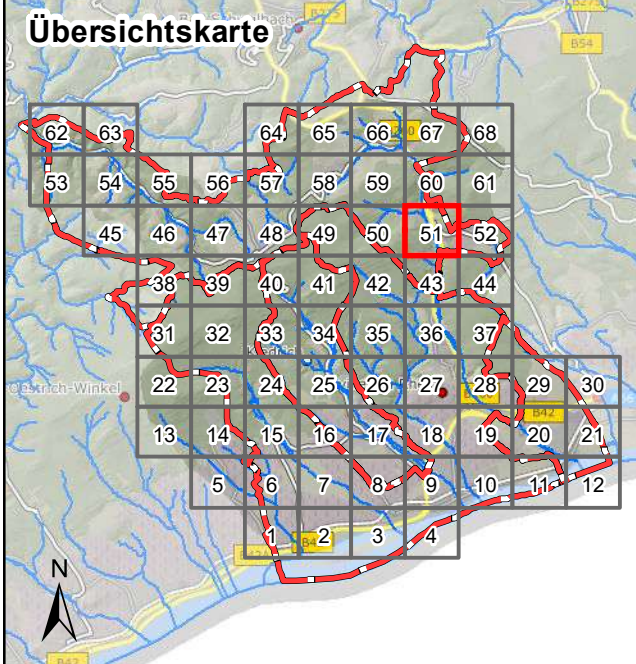 Übersichtskarte
B275
B54
62 63 64 65 66 67 68
53 54 55 56 57 58 59 60 61
45 46 47 48 49 50 51 52
38 39 40 41 42 43 44
31 32 33 34 35 36 37
Oestrich-Winkel
22 23 24 25 26 27 28 29 30
B42
13 14 15 16 17 18 19 20 21
5 6 7 8 9 10 11 12
1 2 3 4
N
B42